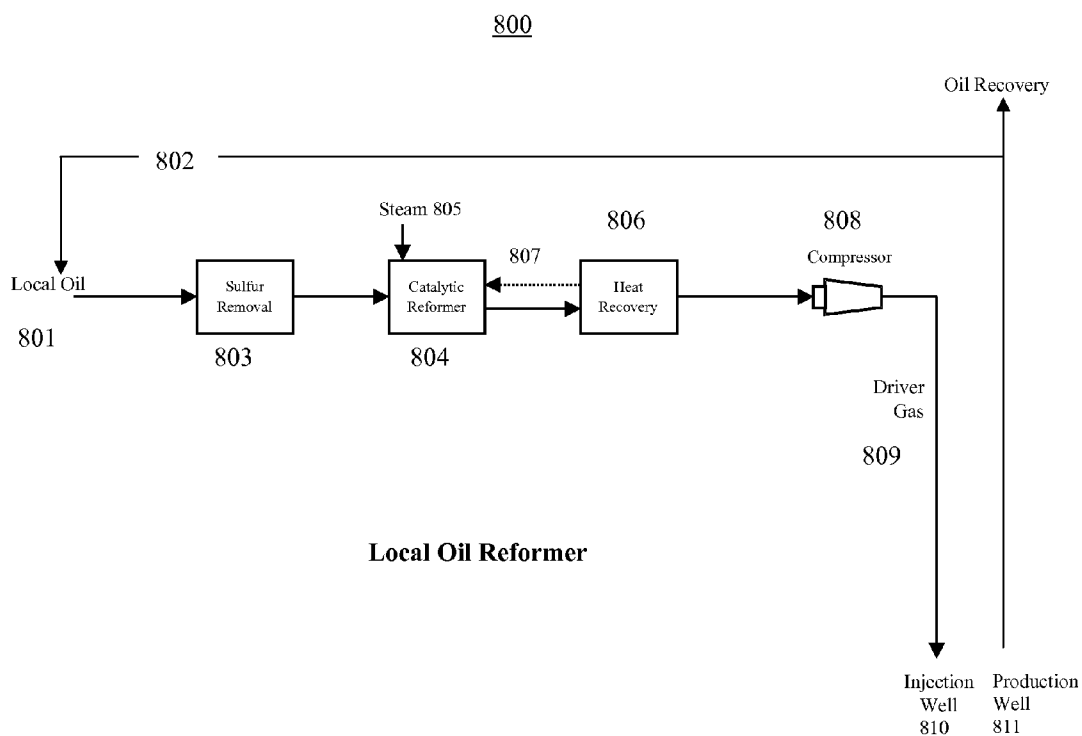 800
Oil Recovery
802
Steam 805
806
808
807
Compressor
Local Oil
Sulfur
Removal
Catalytic
Reformer
Heat
Recovery
801
803
804
Driver
Gas
809
Local Oil Reformer
Injection
Well
810
Production
Well
811